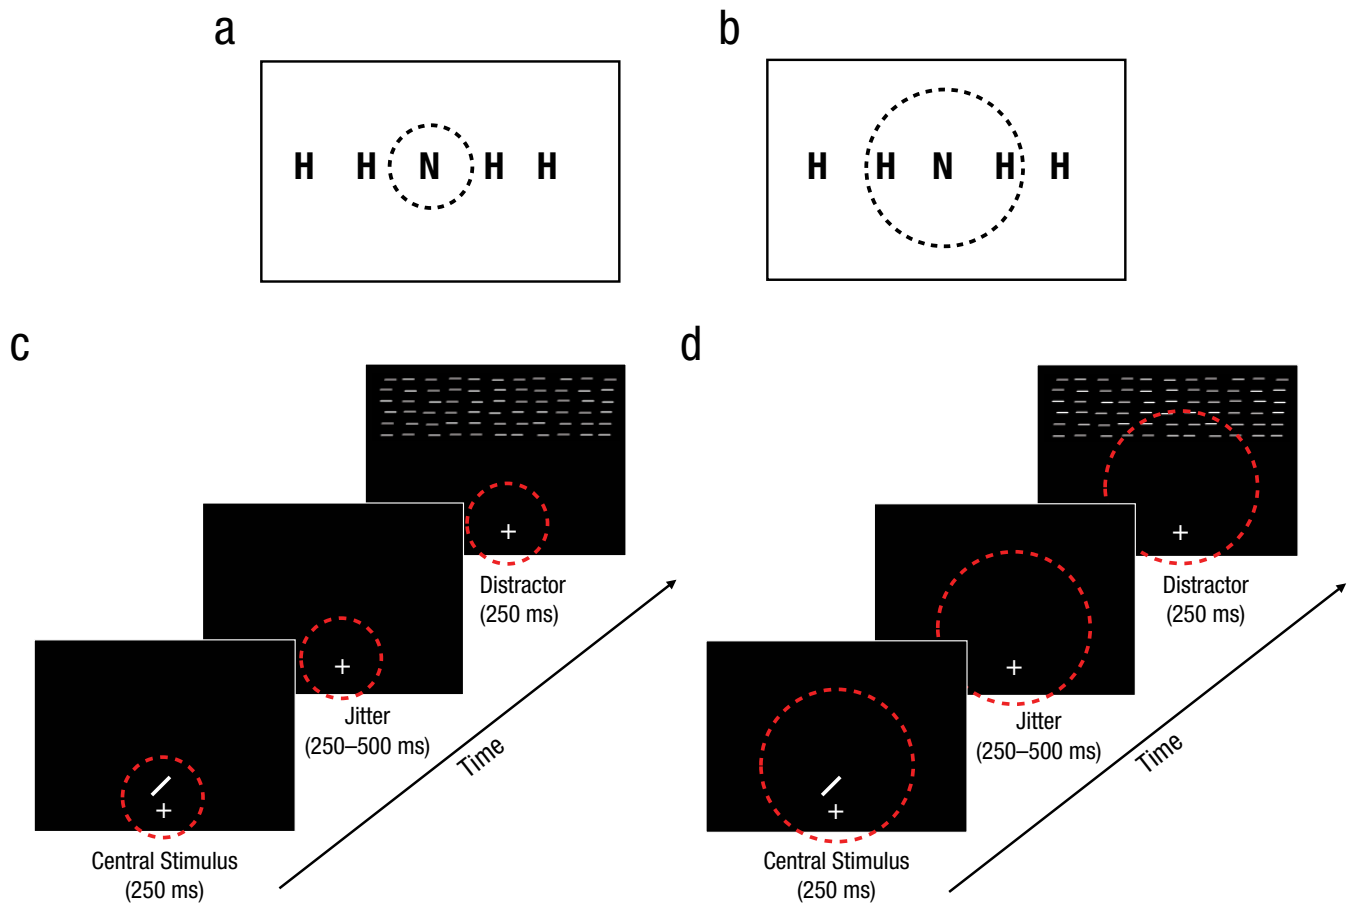 a
H H N H H
b
H H N H H
c
Distractor
(250 ms)
Jitter
(250–500 ms)
Central Stimulus
(250 ms)
Time
d
Distractor
(250 ms)
Jitter
(250–500 ms)
Central Stimulus
(250 ms)
Time